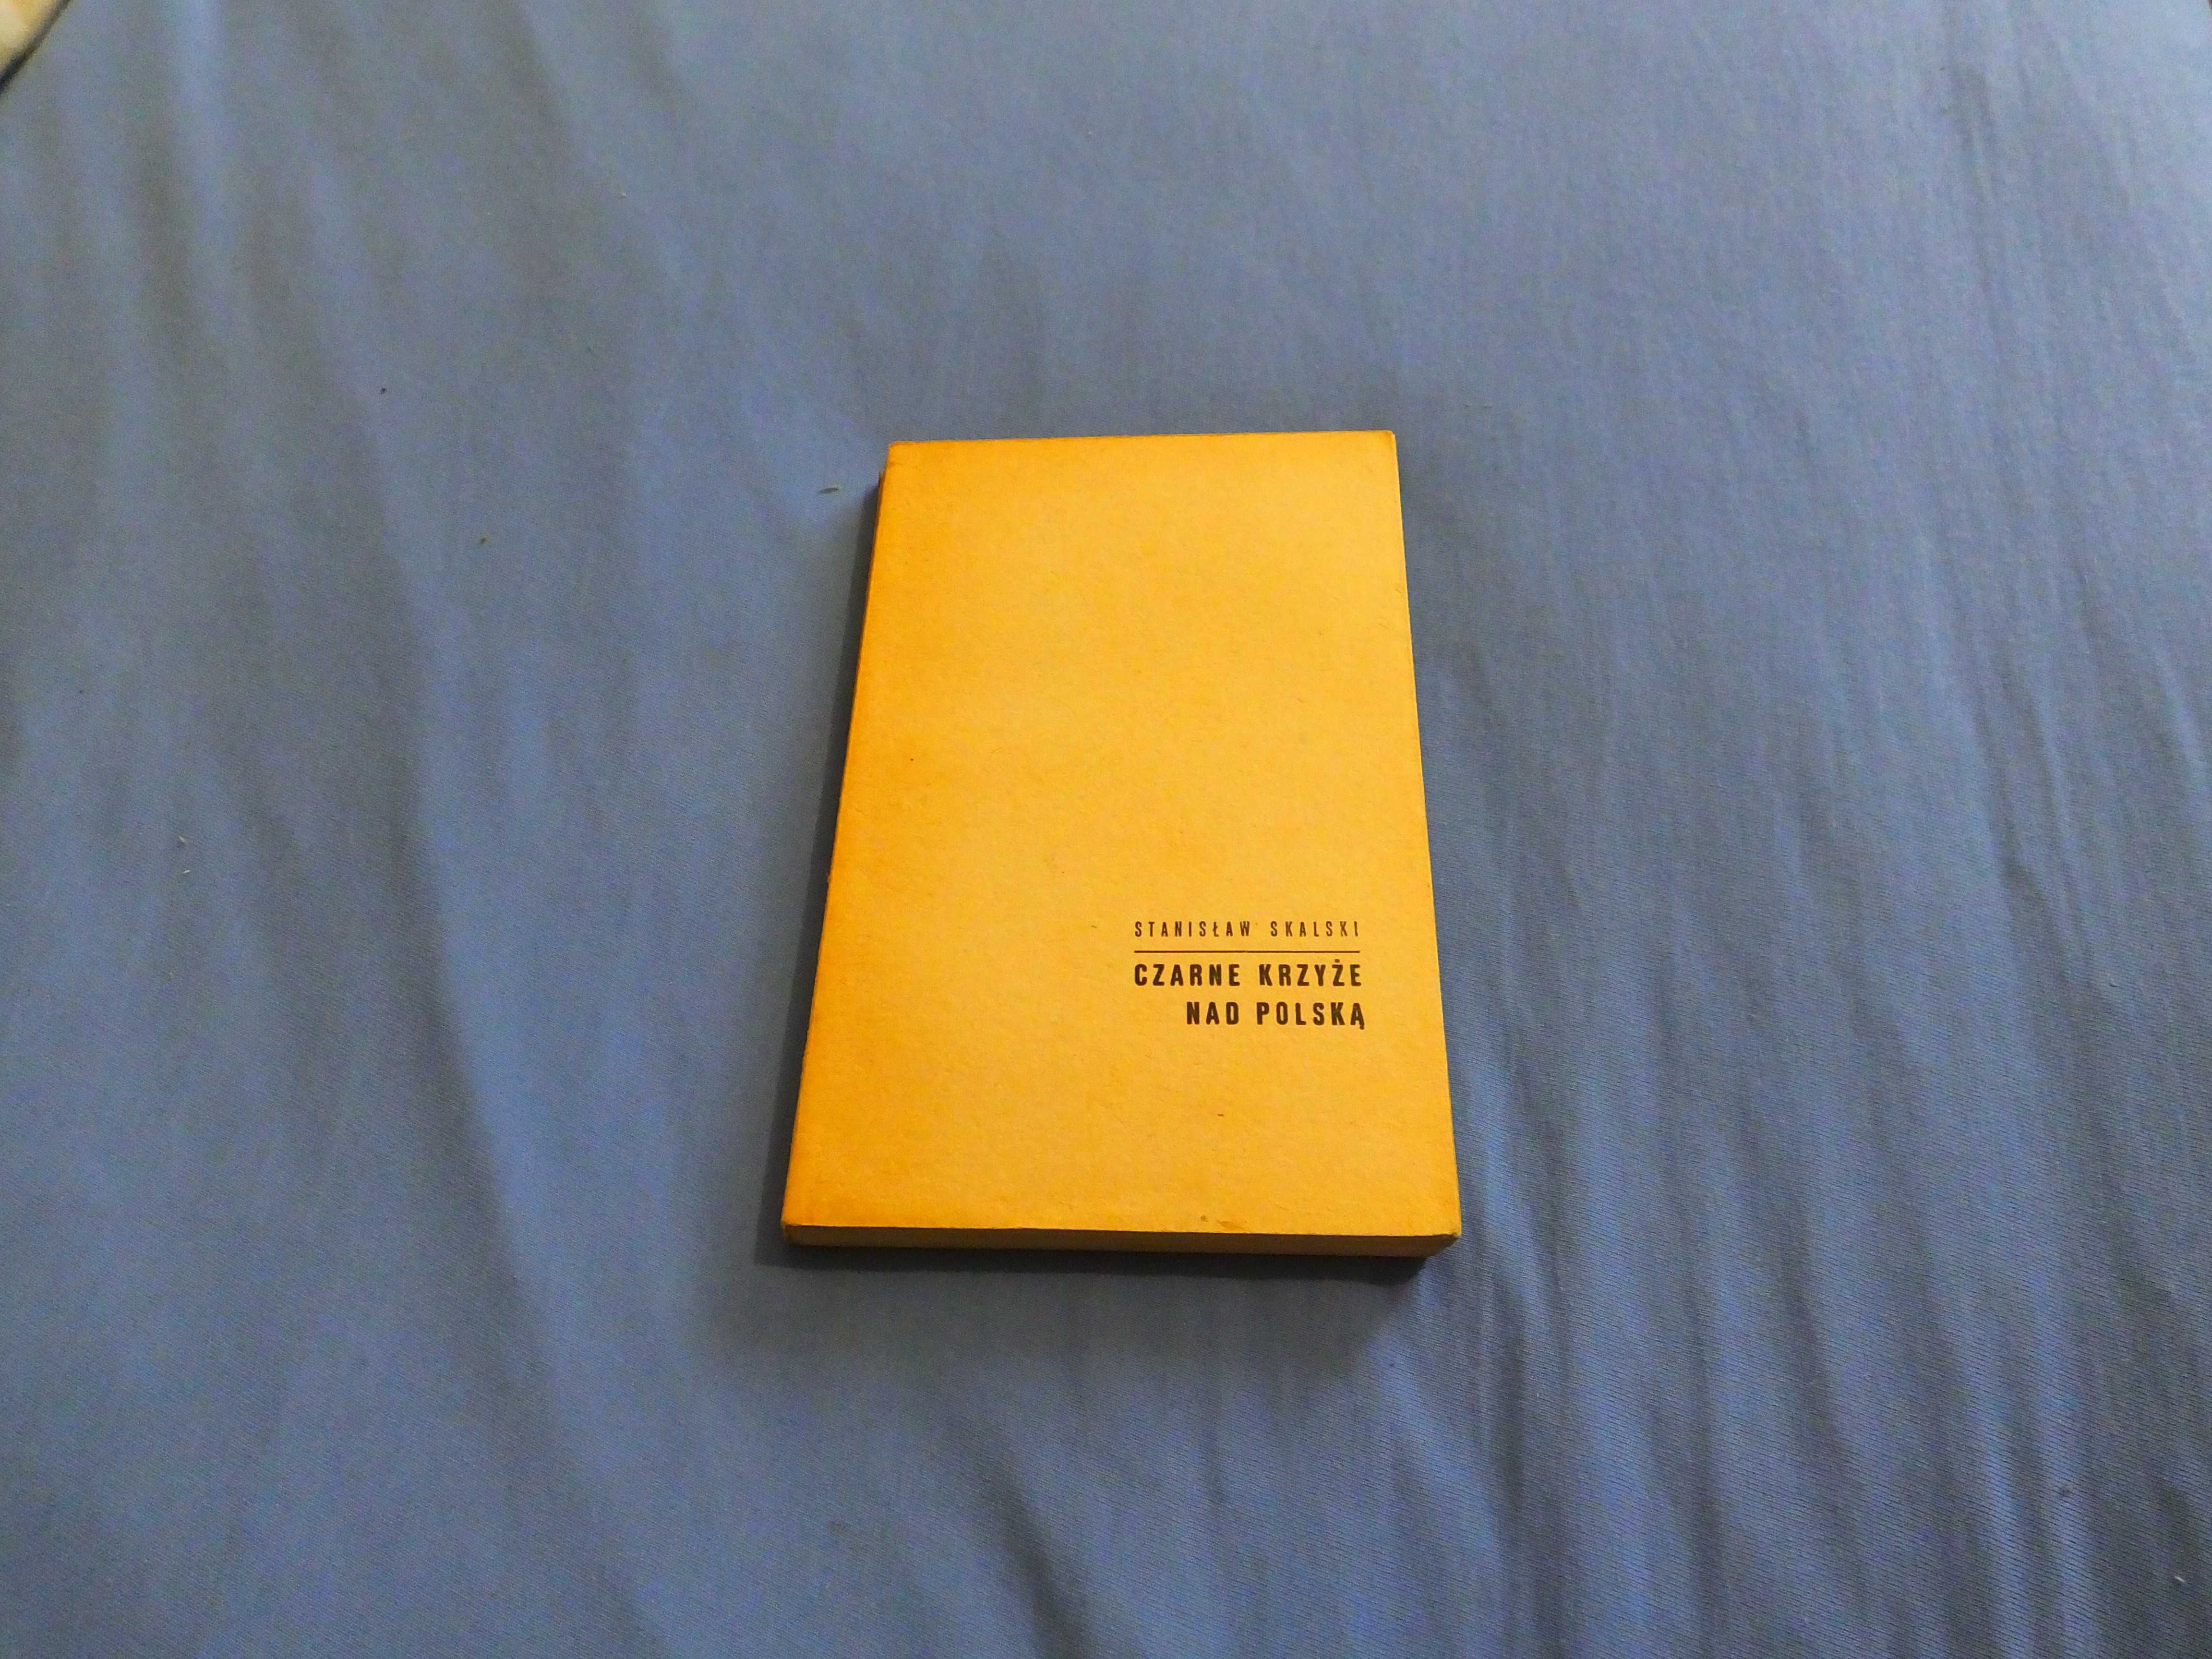 STANISŁAW SKALSKI
CZARNE KRZYŻE
NAD POLSKĄ